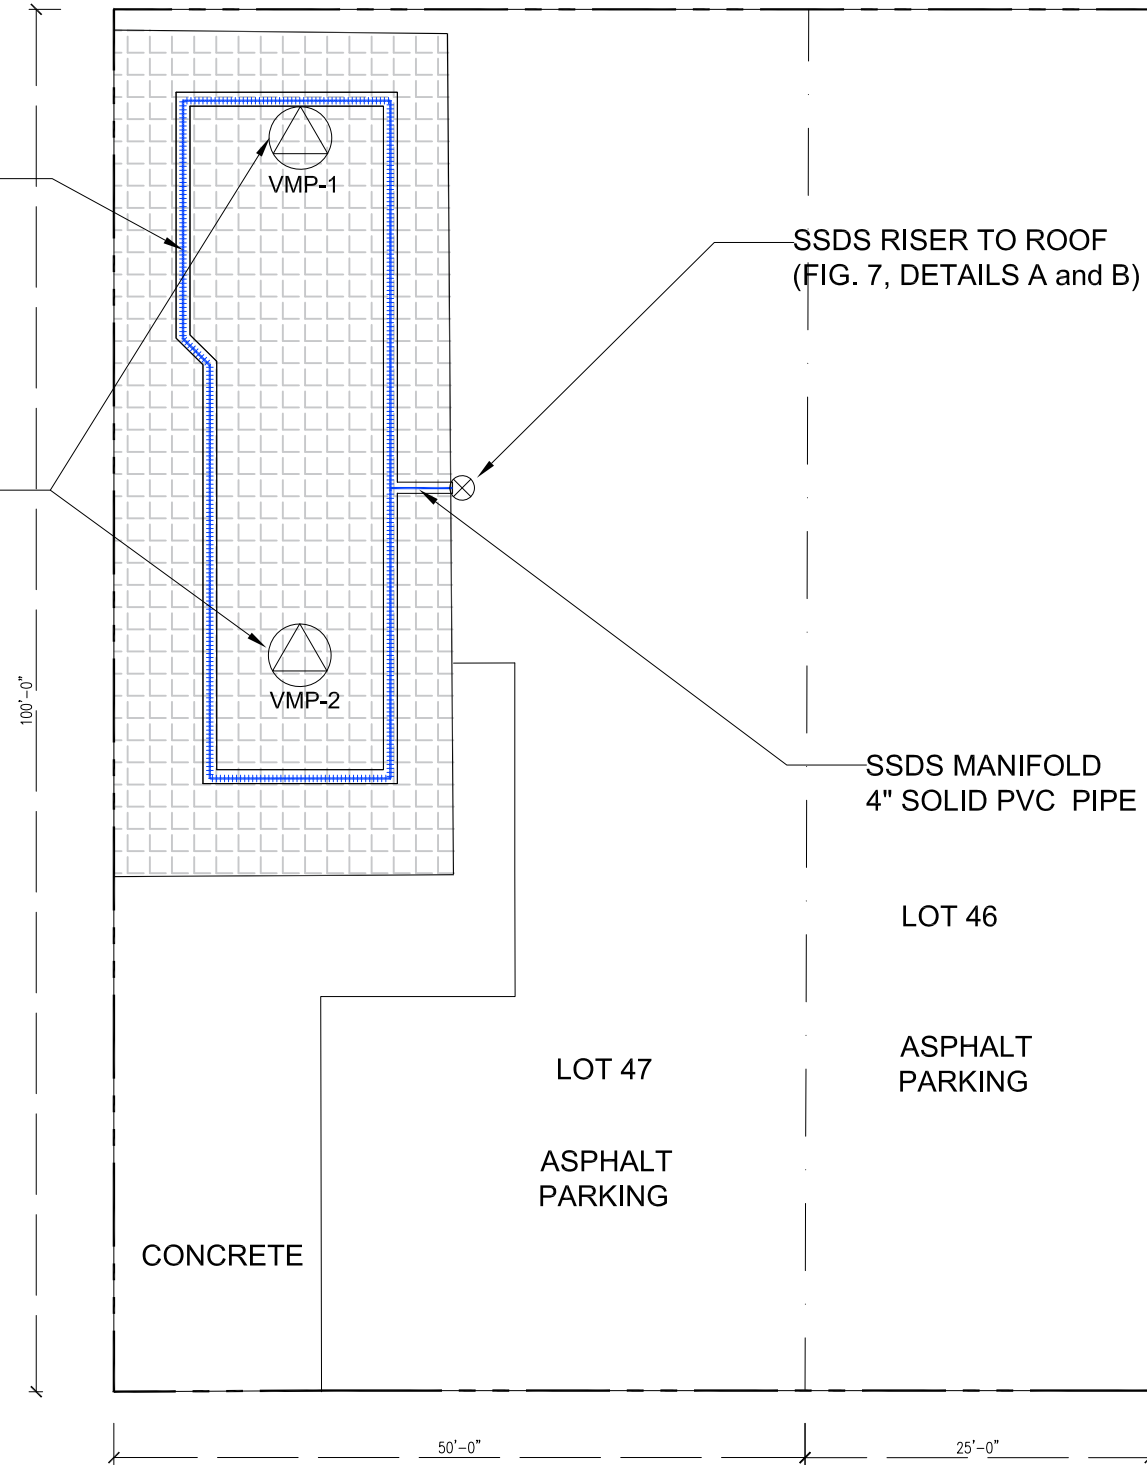 VMP-1
SSDS RISER TO ROOF
(FIG. 7, DETAILS A and B)
100'-0"
VMP-2
SSDS MANIFOLD
4" SOLID PVC PIPE
LOT 46
ASPHALT
PARKING
LOT 47
ASPHALT
PARKING
CONCRETE
50'-0"
25'-0"